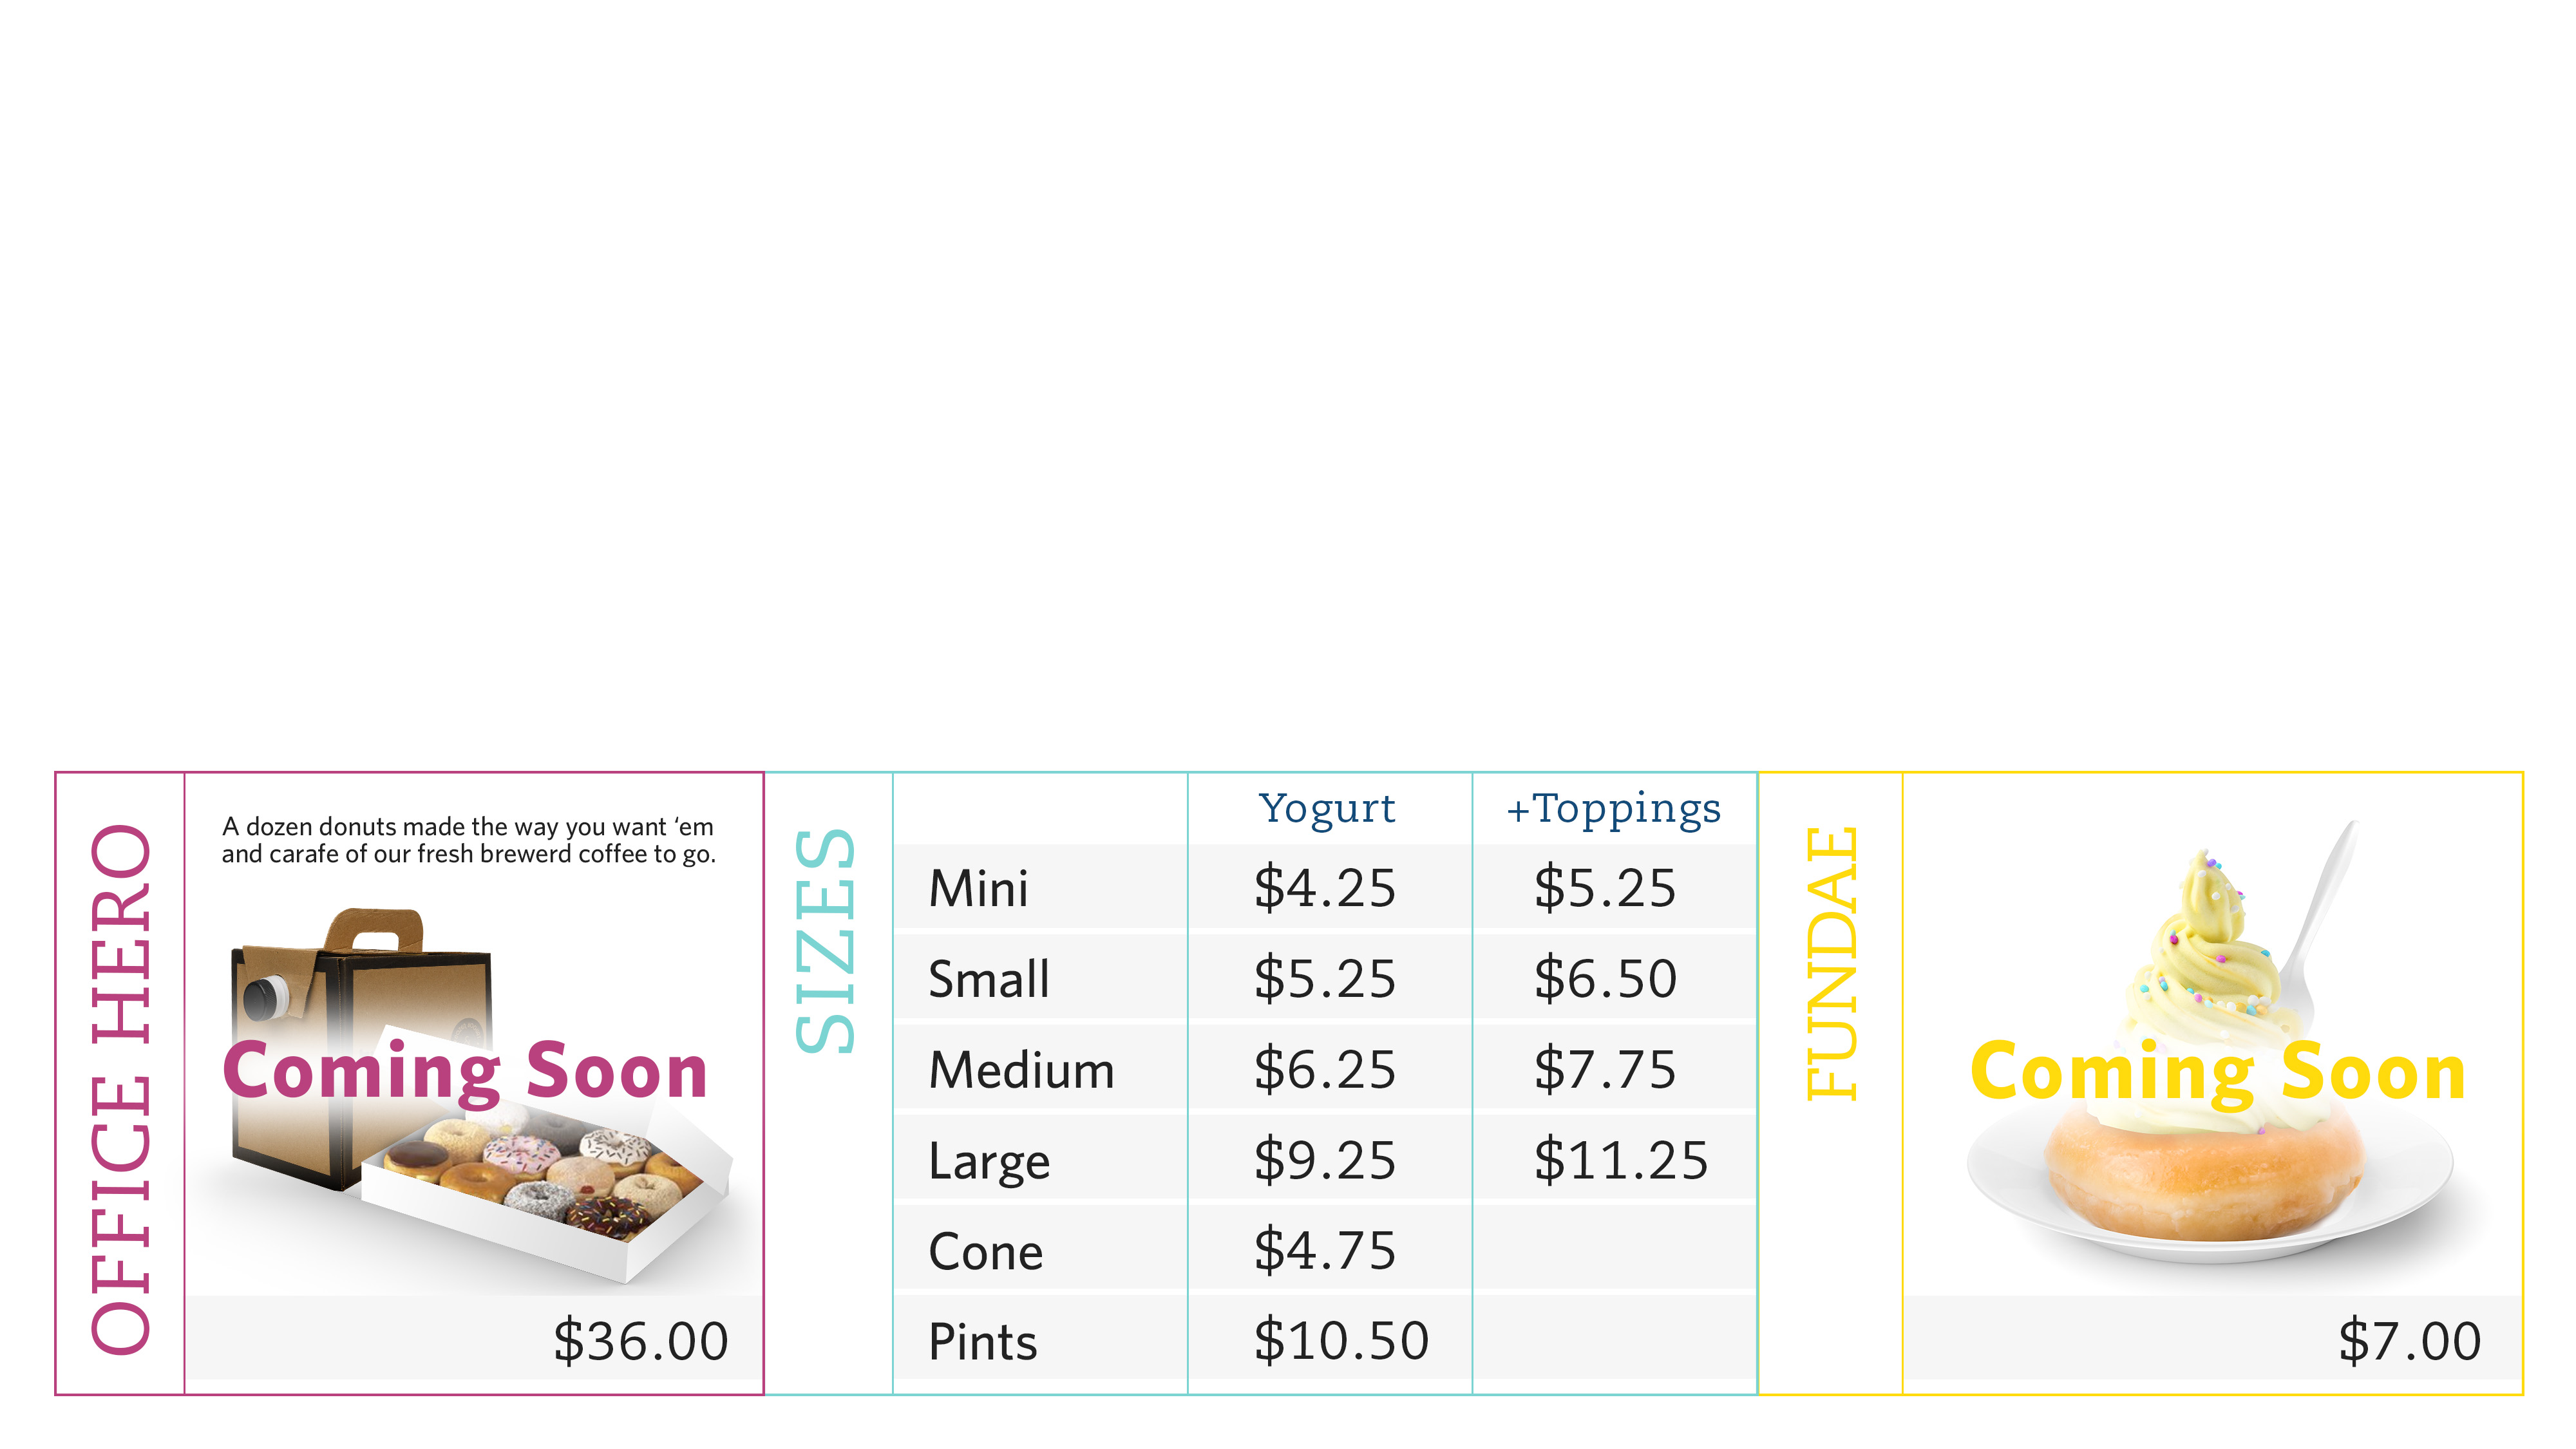 OFFICE HERO
A dozen donuts made the way you want ‘em
and carafe of our fresh brewerd coffee to go.
Coming Soon
$36.00
SIZES
Yogurt +Toppings
Mini $4.25 $5.25
Small $5.25 $6.50
Medium $6.25 $7.75
Large $9.25 $11.25
Cone $4.75
Pints $10.50
FUNDAE
Coming Soon
$7.00